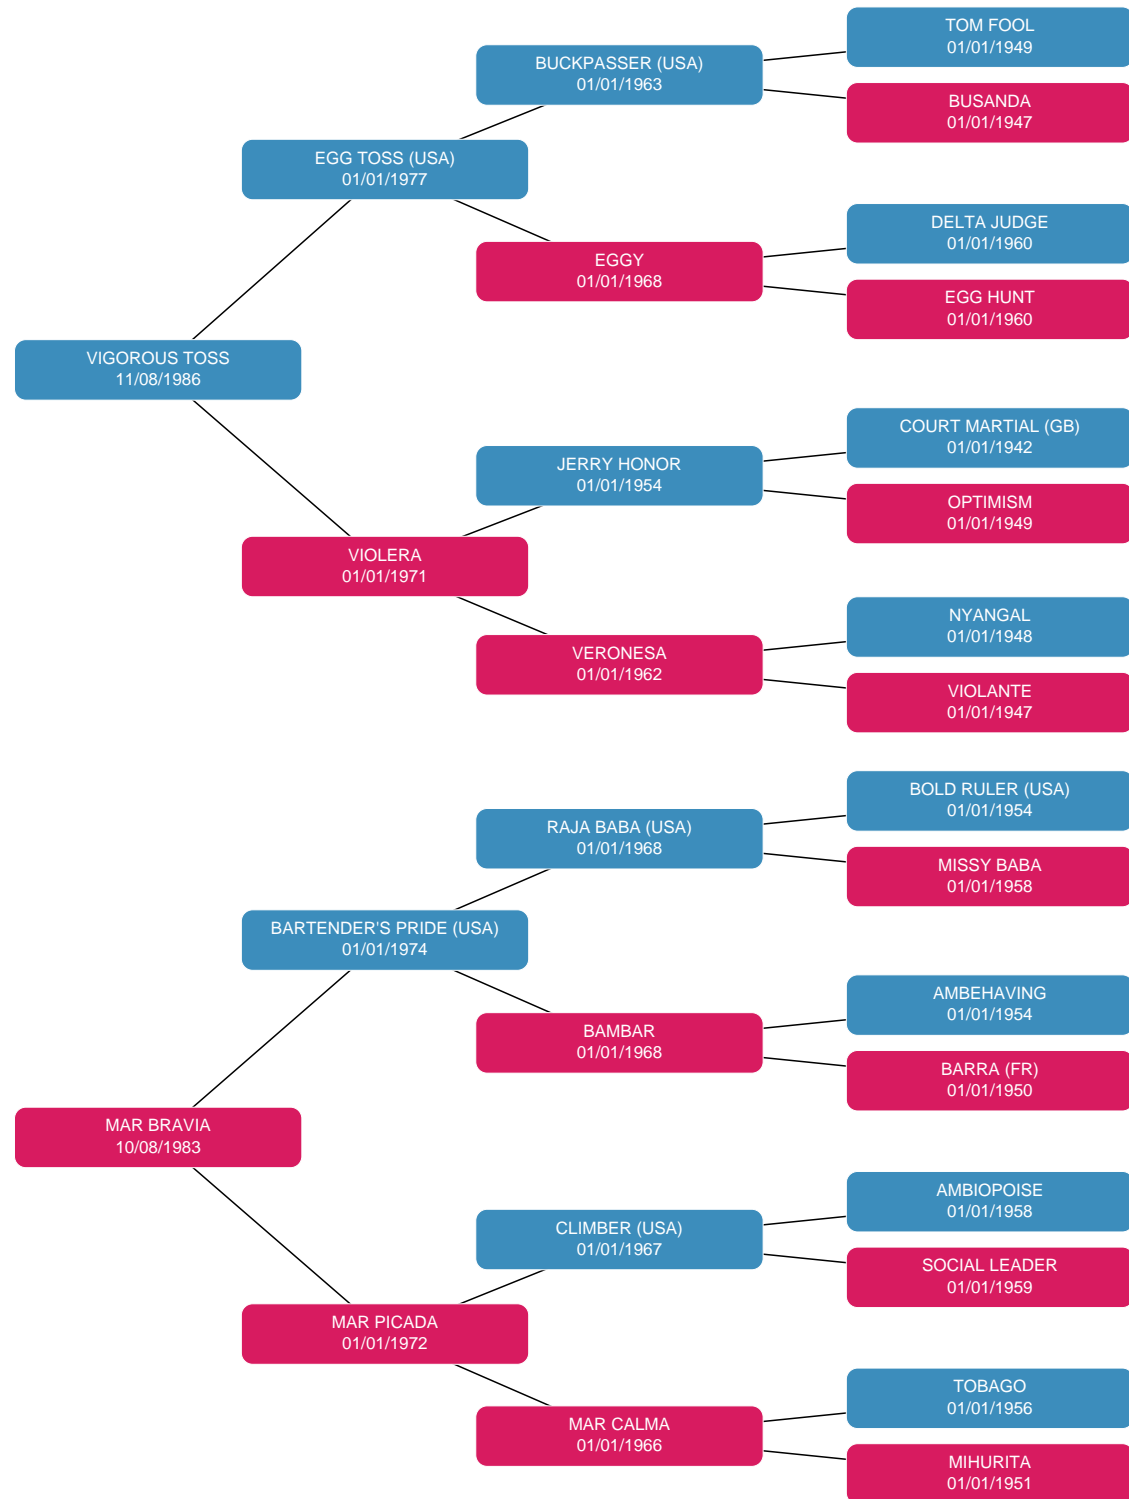 TOM FOOL
01/01/1949
BUCKPASSER (USA)
01/01/1963
BUSANDA
01/01/1947
EGG TOSS (USA)
01/01/1977
DELTA JUDGE
01/01/1960
EGGY
01/01/1968
EGG HUNT
01/01/1960
VIGOROUS TOSS
11/08/1986
COURT MARTIAL (GB)
01/01/1942
JERRY HONOR
01/01/1954
OPTIMISM
01/01/1949
VIOLERA
01/01/1971
NYANGAL
01/01/1948
VERONESA
01/01/1962
VIOLANTE
01/01/1947
BOLD RULER (USA)
01/01/1954
RAJA BABA (USA)
01/01/1968
MISSY BABA
01/01/1958
BARTENDER'S PRIDE (USA)
01/01/1974
AMBEHAVING
01/01/1954
BAMBAR
01/01/1968
BARRA (FR)
01/01/1950
MAR BRAVIA
10/08/1983
AMBIOPOISE
01/01/1958
CLIMBER (USA)
01/01/1967
SOCIAL LEADER
01/01/1959
MAR PICADA
01/01/1972
TOBAGO
01/01/1956
MAR CALMA
01/01/1966
MIHURITA
01/01/1951